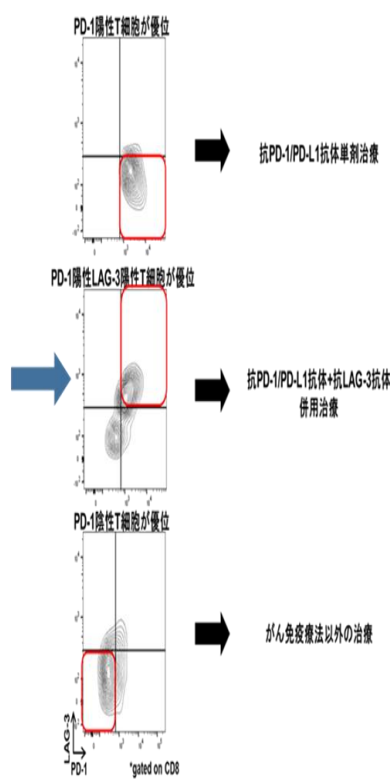 PD-1陽性T細胞が優位
抗PD-1/PD-L1抗体単剤治療
PD-1陽性LAG-3陽性T細胞が優位
抗PD-1/PD-L1抗体+抗LAG-3抗体
併用治療
PD-1陰性T細胞が優位
がん免疫療法以外の治療
LAG-3
PD-1
*gated on CD8